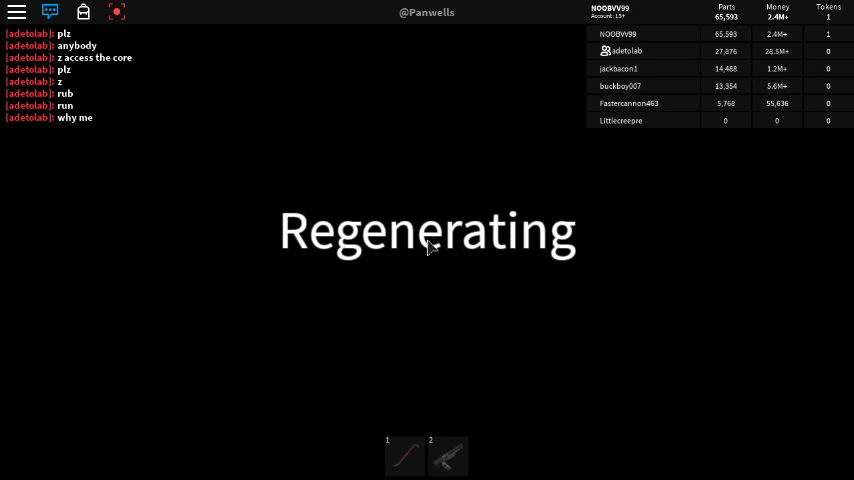 @Panwells
NOOBVV99
Account: 13+
Parts
65,593
Money
2.4M+
Tokens
1
[adetolab]: plz
[adetolab]: anybody
[adetolab]: z access the core
[adetolab]: plz
[adetolab]: z
[adetolab]: rub
[adetolab]: run
[adetolab]: why me
NOOBVV99 65,593 2.4M+ 1
adetolab 27,876 28.5M+ 0
jackbacon1 14,488 1.2M+ 0
buckboy007 13,354 5.6M+ 0
Fastercannon463 5,768 55,636 0
Littlecreepre 0 0 0
Regenerating
1 2